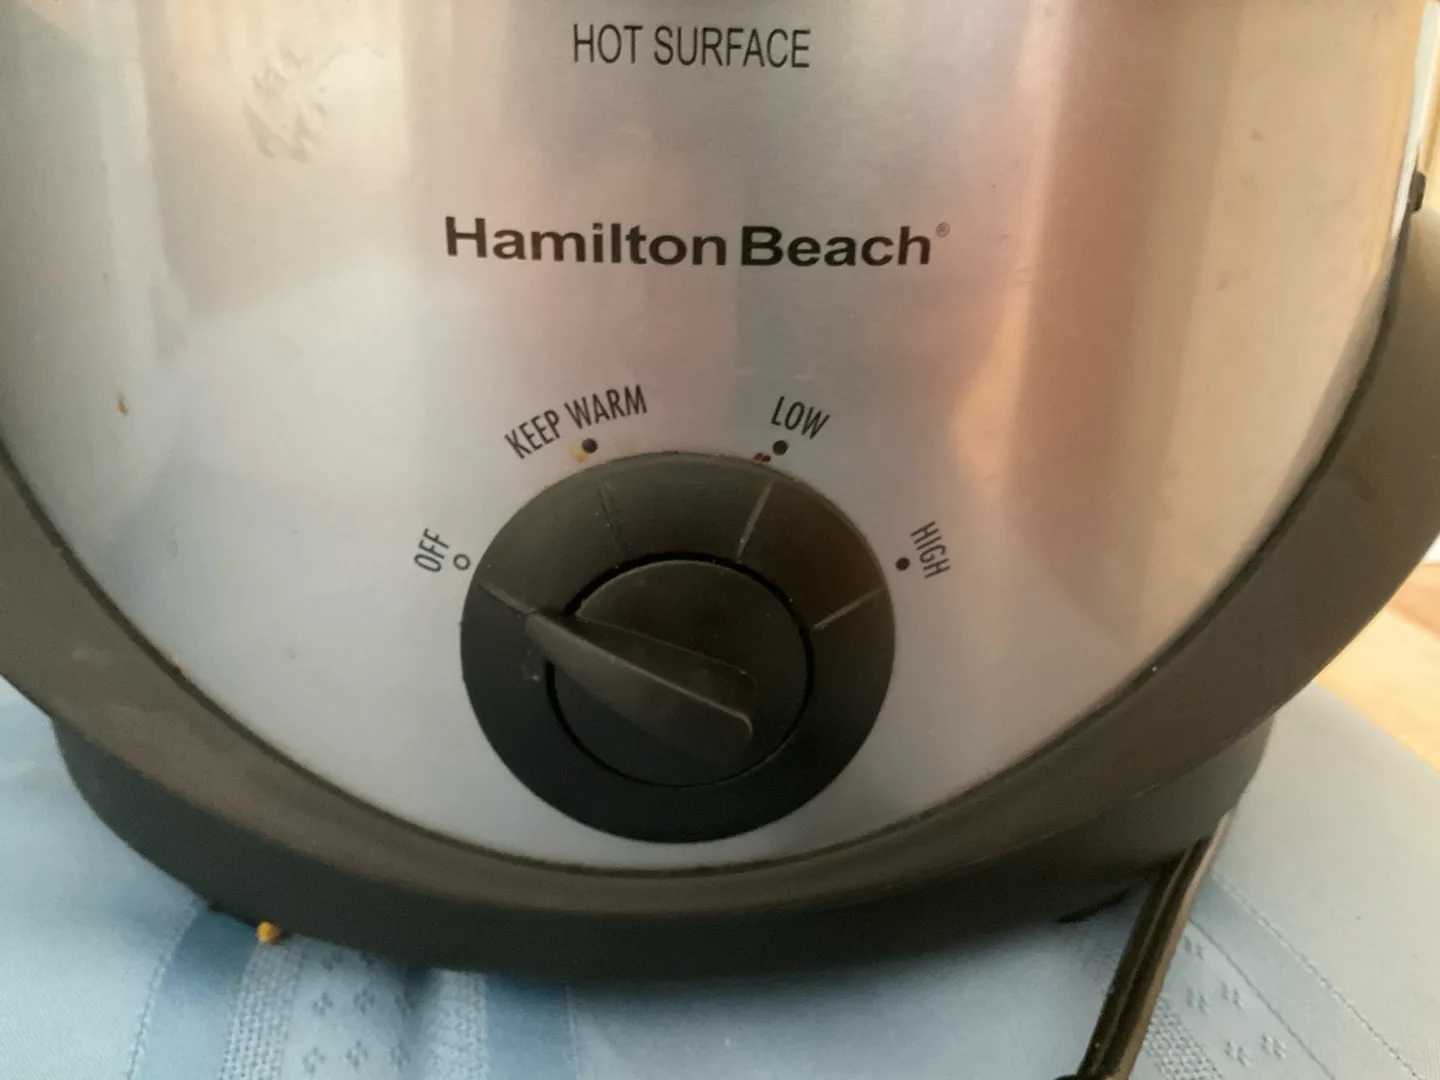 HOT SURFACE
Hamilton Beach®
KEEP WARM
LOW
OFF
HIGH